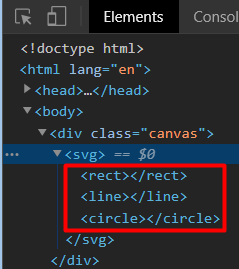 Elements Consol
<!doctype html>
<html lang="en">
▶<head>…</head>
▼<body>
▼<div class="canvas">
… ▼<svg> == $0
<rect></rect>
<line></line>
<circle></circle>
</svg>
</div>